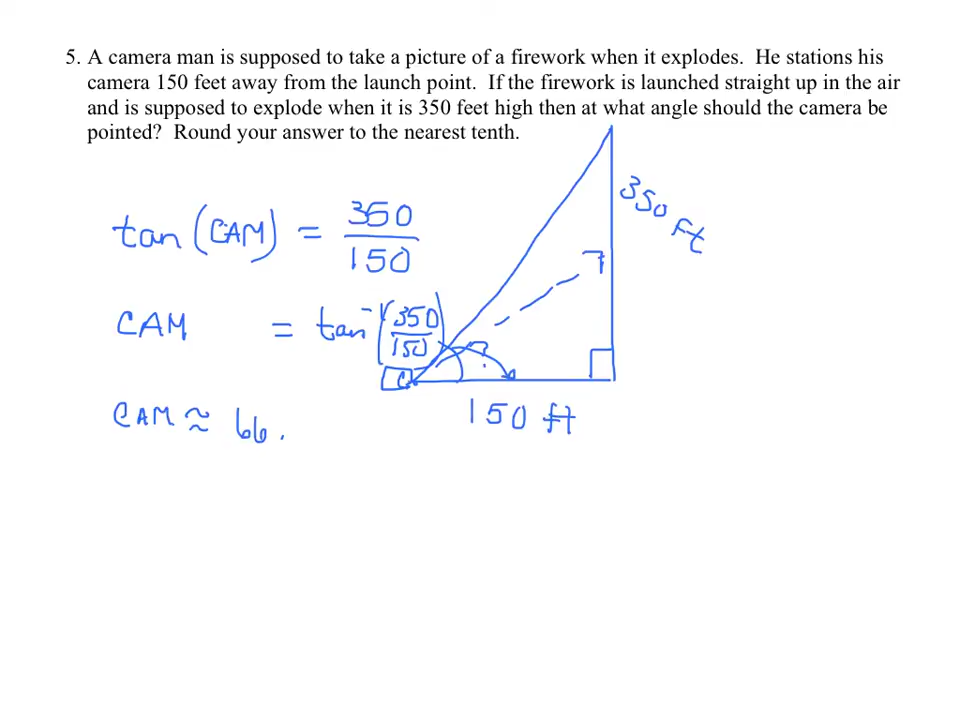 5. A camera man is supposed to take a picture of a firework when it explodes. He stations his
camera 150 feet away from the launch point. If the firework is launched straight up in the air
and is supposed to explode when it is 350 feet high then at what angle should the camera be
pointed? Round your answer to the nearest tenth.
350 ft
tan (CAM) = 350/150
?
CAM = tan⁻¹(350/150)
?
C
150 ft
CAM ≈ 66.